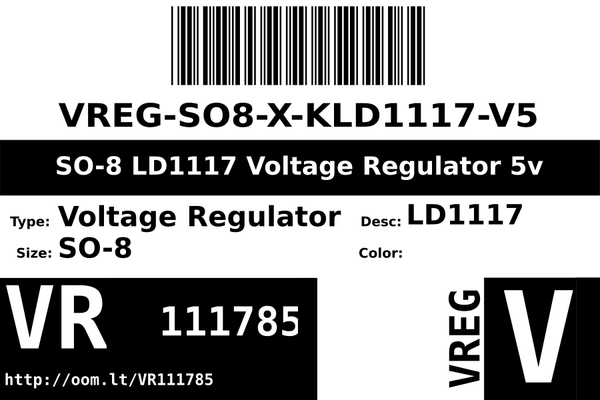 VREG-SO8-X-KLD1117-V5
SO-8 LD1117 Voltage Regulator 5v
Type: Voltage Regulator Desc: LD1117
Size: SO-8 Color:
VR 111785 VREG V
http://oom.lt/VR111785